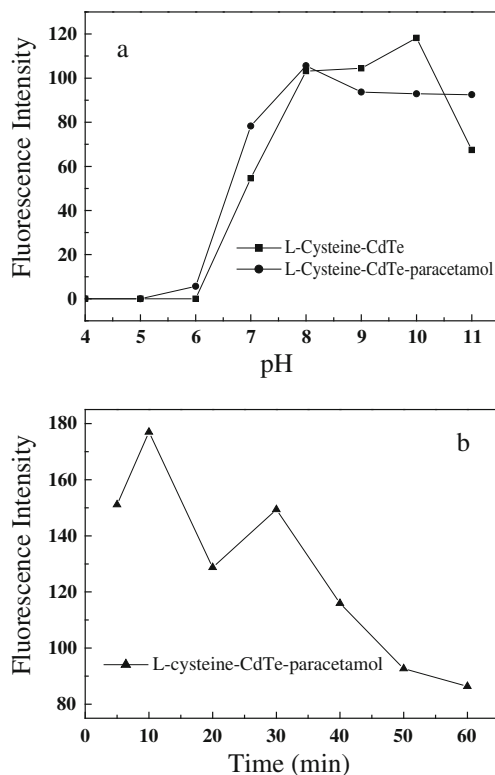 a
Fluorescence Intensity
120
100
80
60
40
20
0
L-Cysteine-CdTe
L-Cysteine-CdTe-paracetamol
4 5 6 7 8 9 10 11
pH
b
Fluorescence Intensity
180
160
140
120
100
80
L-cysteine-CdTe-paracetamol
0 10 20 30 40 50 60
Time (min)